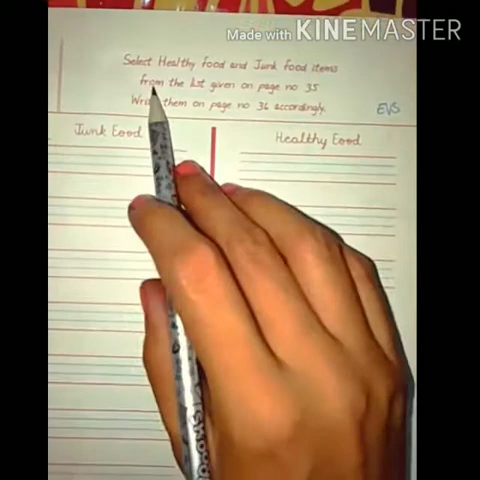 Made with KINEMASTER
Select Healthy food and Junk food items
from the list given on page no 35
Write them on page no 36 accordingly.
EVS
Junk Food
Healthy Food